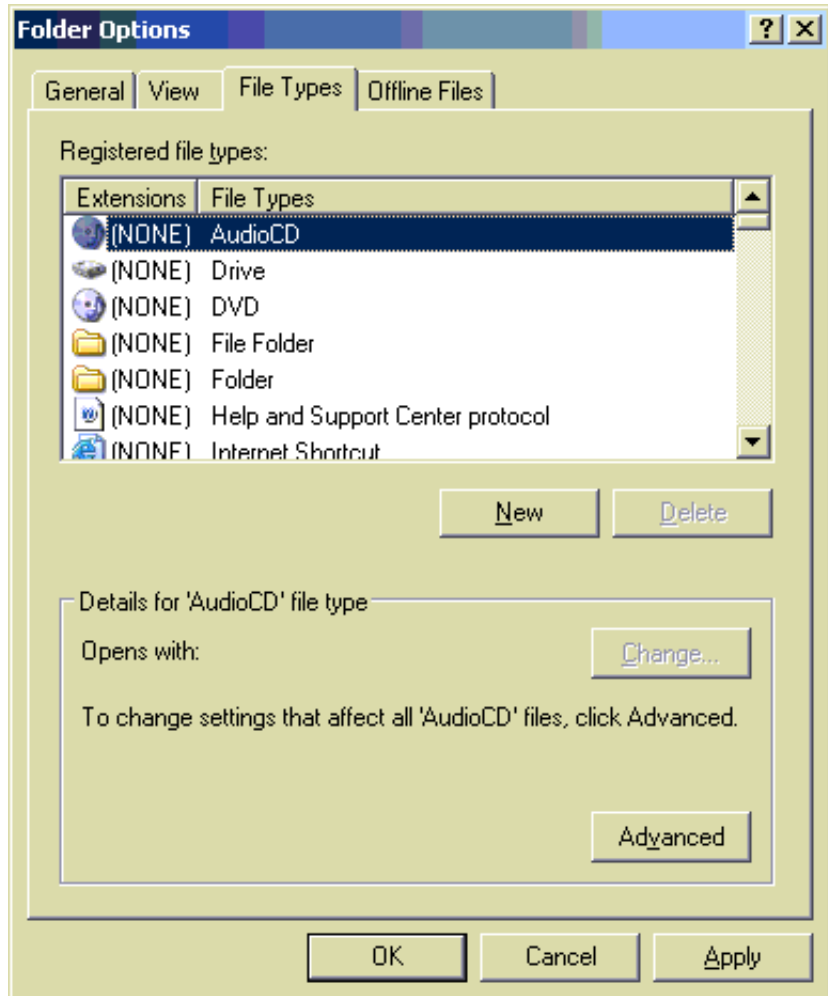 Folder Options
General View File Types Offline Files
Registered file types:
Extensions File Types
(NONE) AudioCD
(NONE) Drive
(NONE) DVD
(NONE) File Folder
(NONE) Folder
(NONE) Help and Support Center protocol
(NONE) Internet Shortcut
New Delete
Details for 'AudioCD' file type
Opens with: Change...
To change settings that affect all 'AudioCD' files, click Advanced.
Advanced
OK Cancel Apply